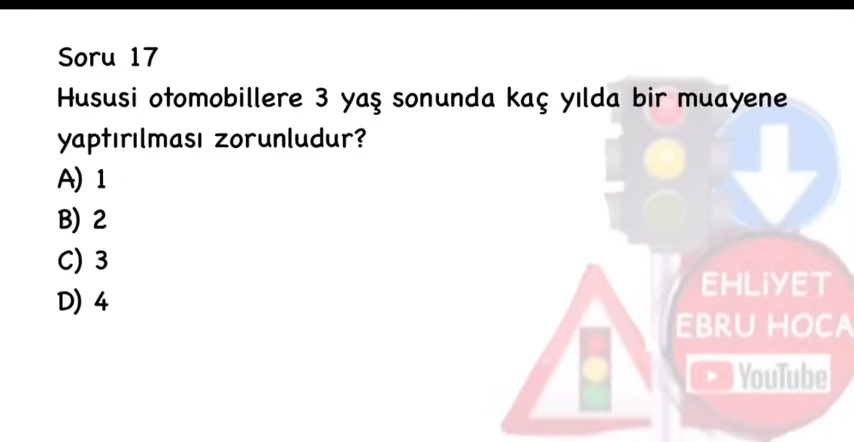 Soru 17
Hususi otomobillere 3 yaş sonunda kaç yılda bir muayene
yaptırılması zorunludur?
A) 1
B) 2
C) 3
D) 4
EHLİYET
EBRU HOCA
YouTube